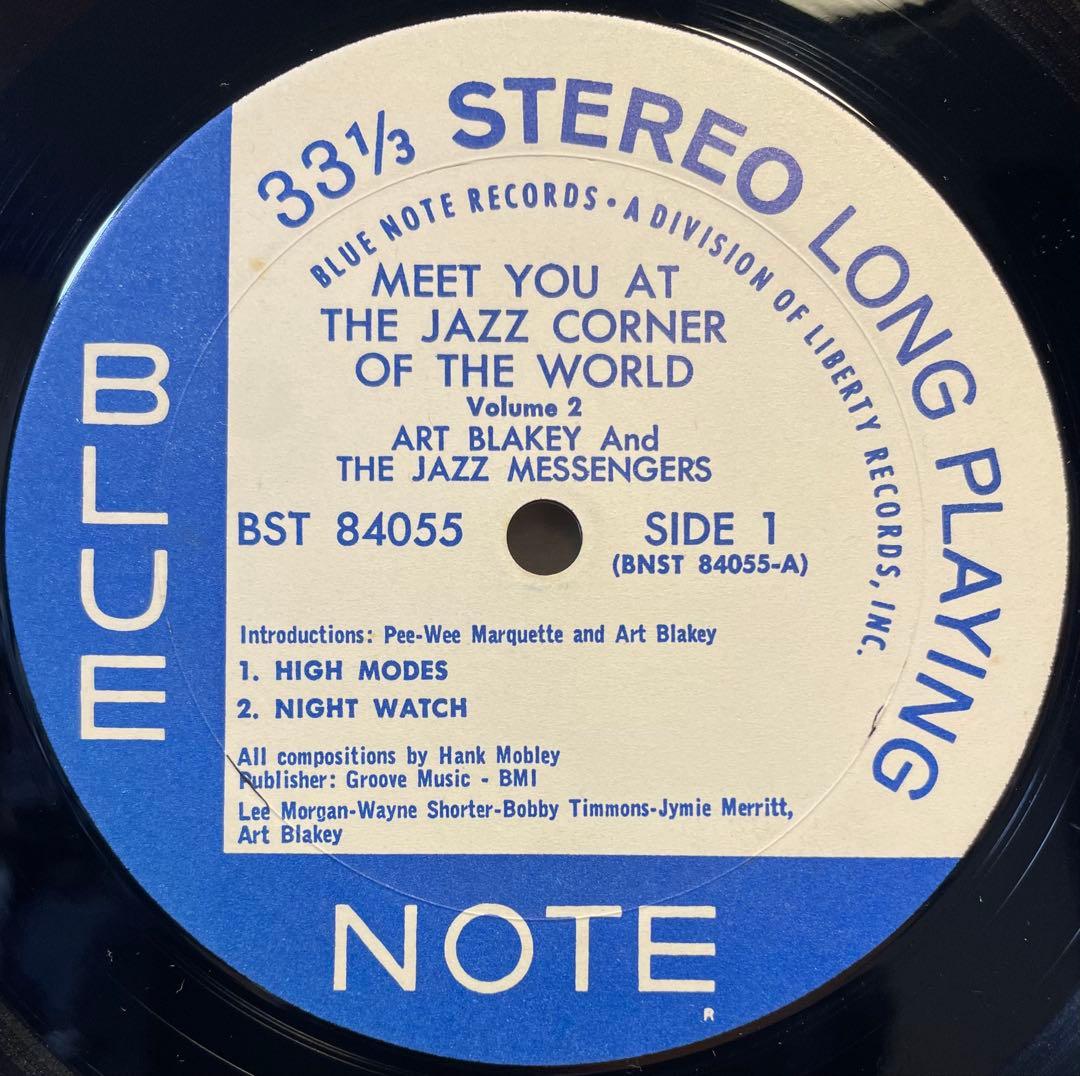 33⅓ STEREO LONG PLAYING
BLUE NOTE RECORDS • A DIVISION OF LIBERTY RECORDS, INC.
MEET YOU AT
THE JAZZ CORNER
OF THE WORLD
Volume 2
ART BLAKEY And
THE JAZZ MESSENGERS
BST 84055
SIDE 1
(BNST 84055-A)
Introductions: Pee-Wee Marquette and Art Blakey
1. HIGH MODES
2. NIGHT WATCH
All compositions by Hank Mobley
Publisher: Groove Music - BMI
Lee Morgan-Wayne Shorter-Bobby Timmons-Jymie Merritt,
Art Blakey
BLUE
NOTE
R